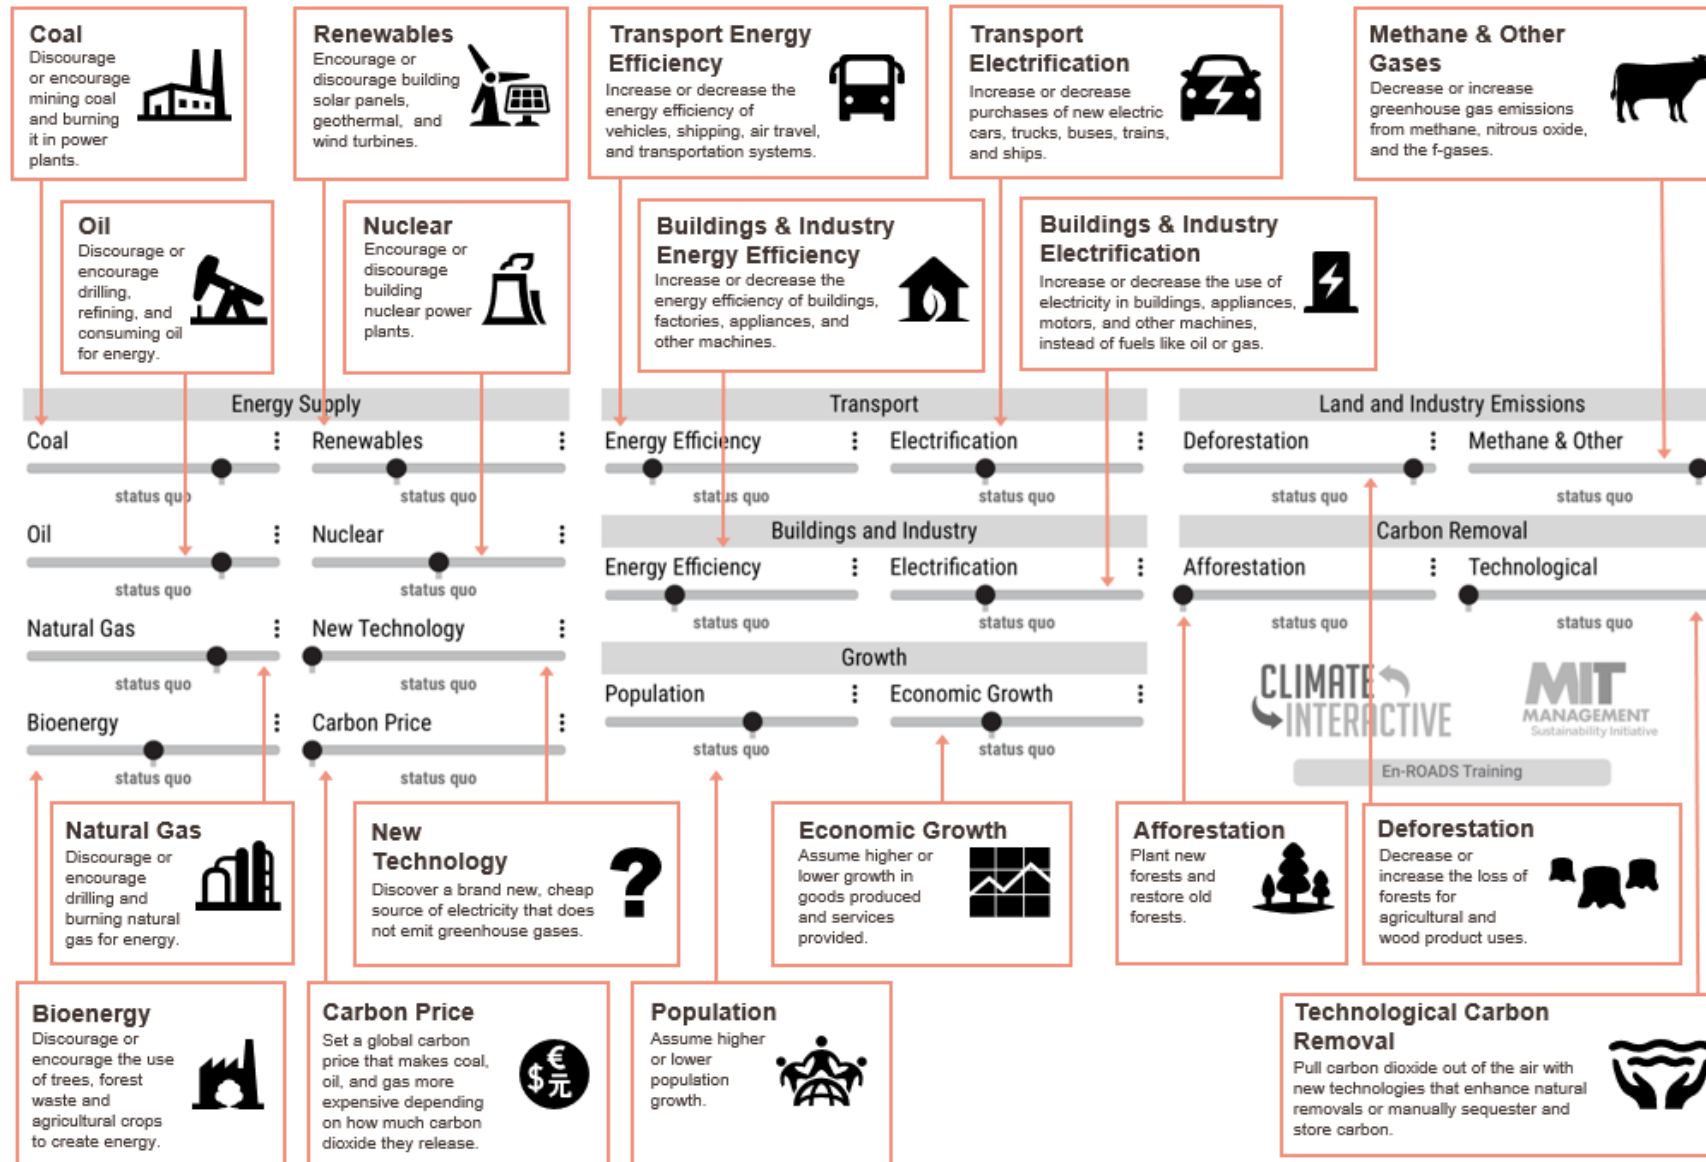 Coal
Discourage
or encourage
mining coal
and burning
it in power
plants.
Renewables
Encourage or
discourage building
solar panels,
geothermal, and
wind turbines.
Transport Energy
Efficiency
Increase or decrease the
energy efficiency of
vehicles, shipping, air travel,
and transportation systems.
Transport
Electrification
Increase or decrease
purchases of new electric
cars, trucks, buses, trains,
and ships.
Methane & Other
Gases
Decrease or increase
greenhouse gas emissions
from methane, nitrous oxide,
and the f-gases.
Oil
Discourage or
encourage
drilling,
refining, and
consuming oil
for energy.
Nuclear
Encourage or
discourage
building
nuclear power
plants.
Buildings & Industry
Energy Efficiency
Increase or decrease the
energy efficiency of buildings,
factories, appliances, and
other machines.
Buildings & Industry
Electrification
Increase or decrease the use of
electricity in buildings, appliances,
motors, and other machines,
instead of fuels like oil or gas.
Energy Supply
Coal
status quo
Renewables
status quo
Oil
status quo
Nuclear
status quo
Natural Gas
status quo
New Technology
status quo
Bioenergy
status quo
Carbon Price
status quo
Transport
Energy Efficiency
status quo
Electrification
status quo
Buildings and Industry
Energy Efficiency
status quo
Electrification
status quo
Growth
Population
status quo
Economic Growth
status quo
Land and Industry Emissions
Deforestation
status quo
Methane & Other
status quo
Carbon Removal
Afforestation
status quo
Technological
status quo
CLIMATE
INTERACTIVE
MIT
MANAGEMENT
Sustainability Initiative
En-ROADS Training
Natural Gas
Discourage or
encourage
drilling and
burning natural
gas for energy.
New
Technology
Discover a brand new, cheap
source of electricity that does
not emit greenhouse gases.
?
Economic Growth
Assume higher or
lower growth in
goods produced
and services
provided.
Afforestation
Plant new
forests and
restore old
forests.
Deforestation
Decrease or
increase the loss of
forests for
agricultural and
wood product uses.
Bioenergy
Discourage or
encourage the use
of trees, forest
waste and
agricultural crops
to create energy.
Carbon Price
Set a global carbon
price that makes coal,
oil, and gas more
expensive depending
on how much carbon
dioxide they release.
€
$元
Population
Assume higher
or lower
population
growth.
Technological Carbon
Removal
Pull carbon dioxide out of the air with
new technologies that enhance natural
removals or manually sequester and
store carbon.